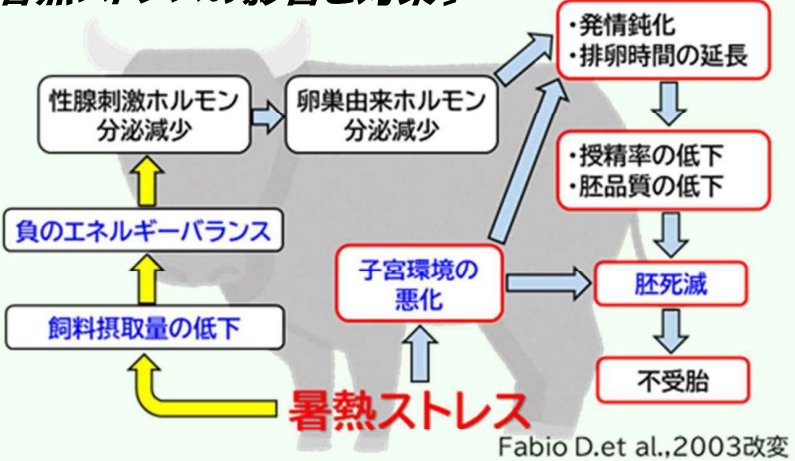 ・発情鈍化
・排卵時間の延長
性腺刺激ホルモン
分泌減少
卵巣由来ホルモン
分泌減少
・授精率の低下
・胚品質の低下
負のエネルギーバランス
子宮環境の
悪化
胚死滅
飼料摂取量の低下
不受胎
暑熱ストレス
Fabio D.et al.,2003改変